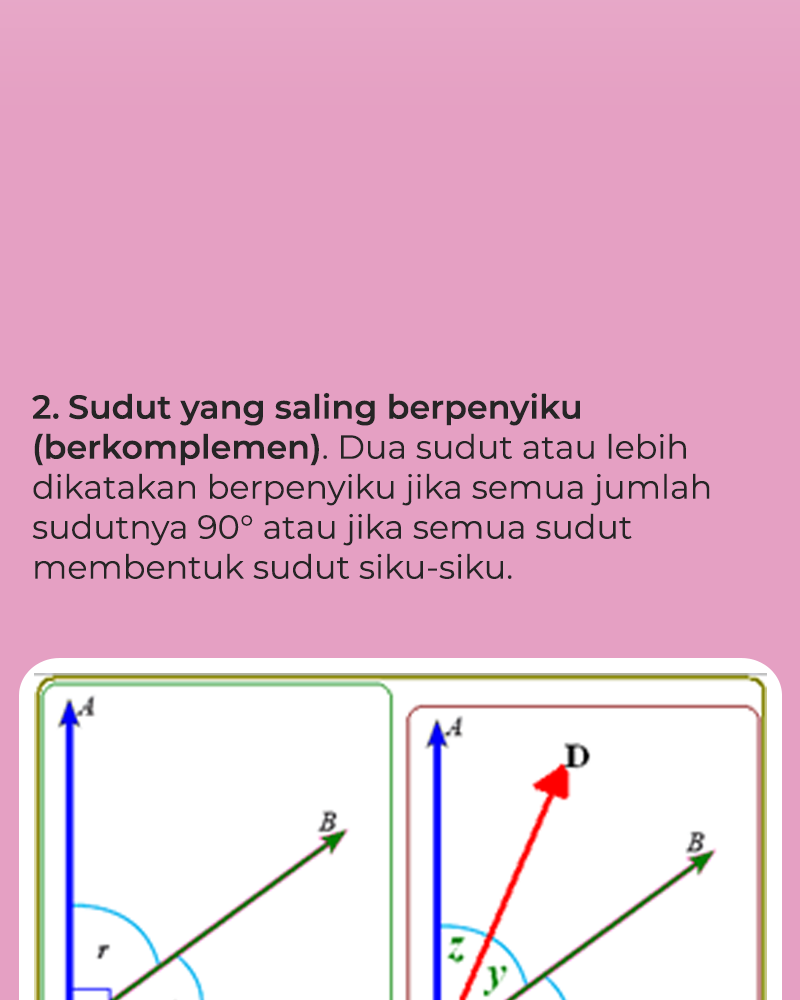 2. Sudut yang saling berpenyiku
(berkomplemen). Dua sudut atau lebih
dikatakan berpenyiku jika semua jumlah
sudutnya 90° atau jika semua sudut
membentuk sudut siku-siku.
A
A
D
B
B
r
z
y